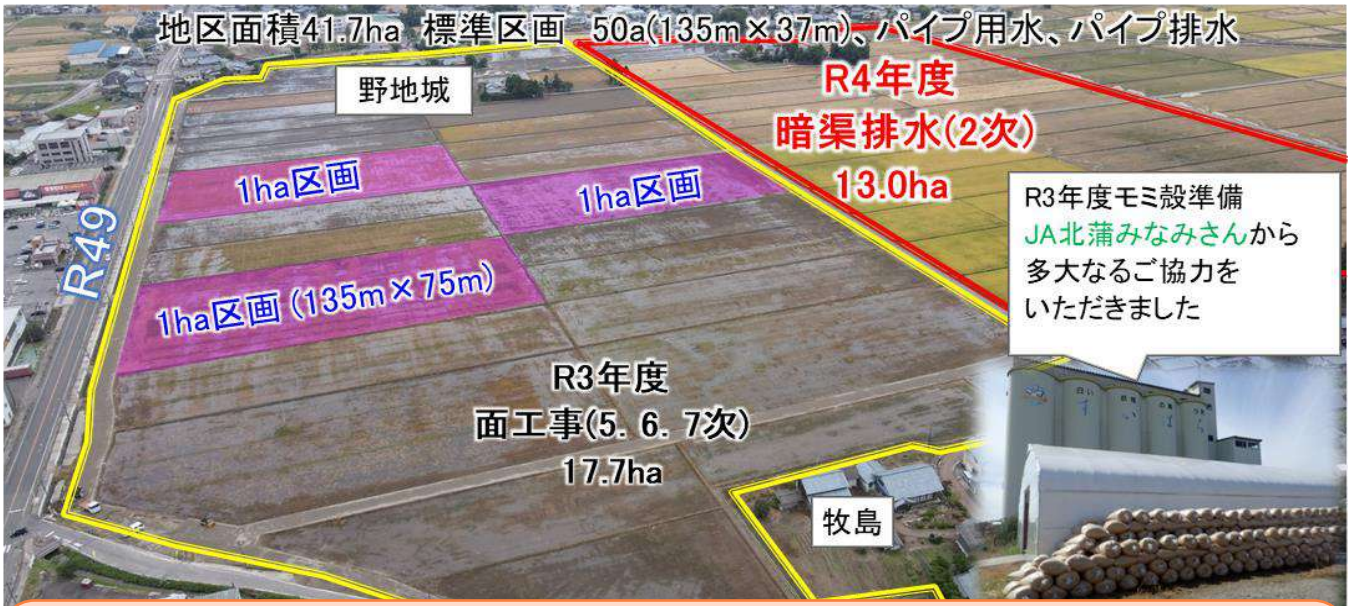 地区面積41.7ha 標準区画 50a(135m×37m)、パイプ用水、パイプ排水
野地城
R4年度
暗渠排水(2次)
13.0ha
1ha区画
1ha区画
R49
1ha区画 (135m×75m)
R3年度モミ殻準備
JA北蒲みなみさんから
多大なるご協力を
いただきました
R3年度
面工事(5. 6. 7次)
17.7ha
牧島